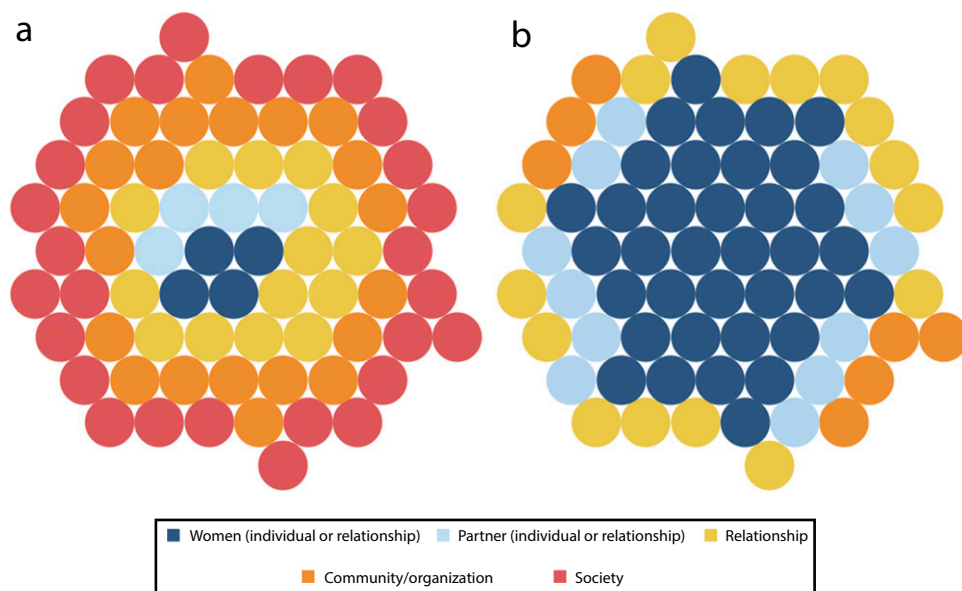 a
b
Women (individual or relationship) Partner (individual or relationship) Relationship
Community/organization Society